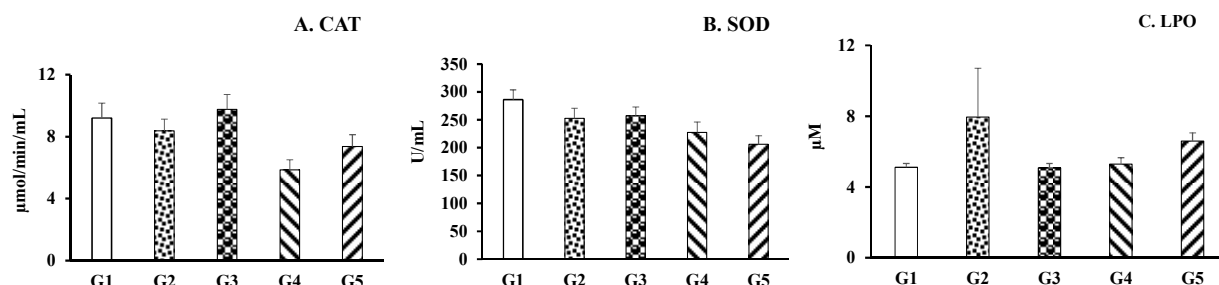 A. CAT
12
8
4
0
μmol/min/mL
G1 G2 G3 G4 G5
B. SOD
350
300
250
200
150
100
50
0
U/mL
G1 G2 G3 G4 G5
C. LPO
12
8
4
0
μM
G1 G2 G3 G4 G5